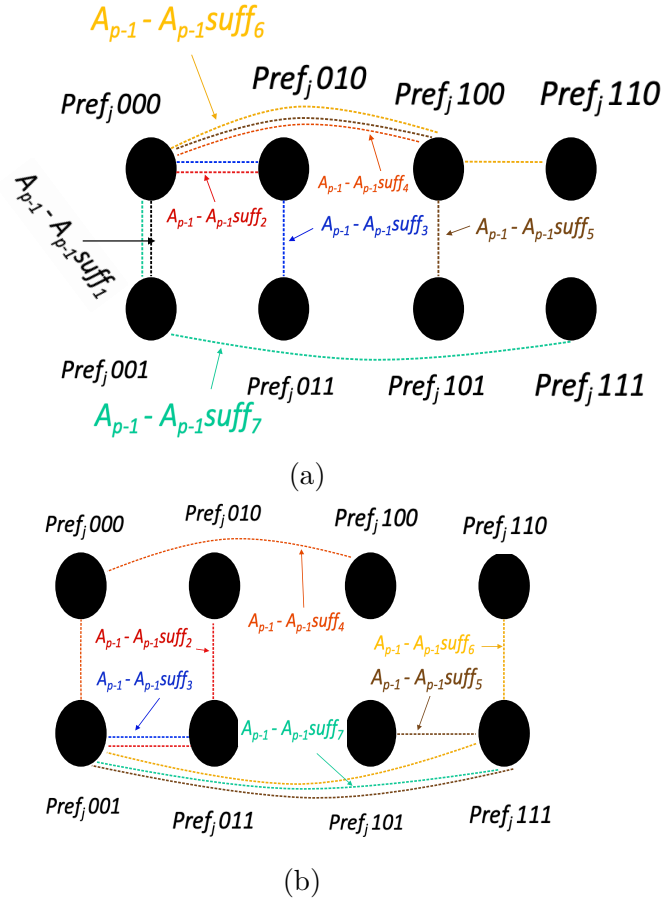 A_{p-1} - A_{p-1}suff_6
Pref_j 000
Pref_j 010
Pref_j 100
Pref_j 110
A_{p-1} - A_{p-1}suff_1
A_{p-1} - A_{p-1}suff_2
A_{p-1} - A_{p-1}suff_4
A_{p-1} - A_{p-1}suff_3
A_{p-1} - A_{p-1}suff_5
Pref_j 001
Pref_j 011
Pref_j 101
Pref_j 111
A_{p-1} - A_{p-1}suff_7
(a)
Pref_j 000
Pref_j 010
Pref_j 100
Pref_j 110
A_{p-1} - A_{p-1}suff_4
A_{p-1} - A_{p-1}suff_2
A_{p-1} - A_{p-1}suff_6
A_{p-1} - A_{p-1}suff_3
A_{p-1} - A_{p-1}suff_5
A_{p-1} - A_{p-1}suff_7
Pref_j 001
Pref_j 011
Pref_j 101
Pref_j 111
(b)